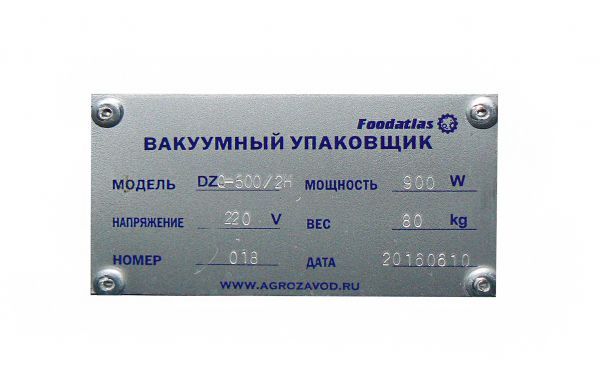 Foodatlas
ВАКУУМНЫЙ УПАКОВЩИК
МОДЕЛЬ DZQ-500/2H МОЩНОСТЬ 900 W
НАПРЯЖЕНИЕ 220 V ВЕС 80 kg
НОМЕР 018 ДАТА 20160610
WWW.AGROZAVOD.RU